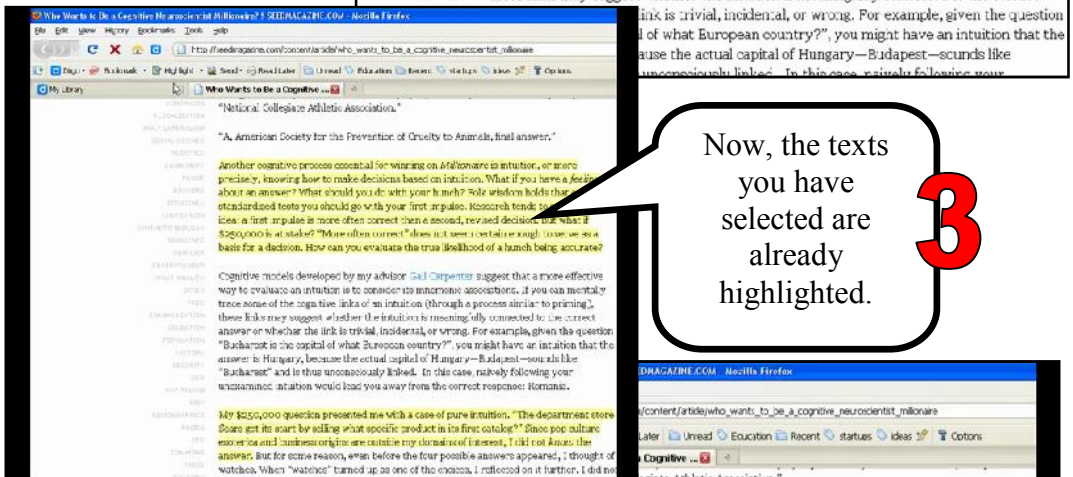 Who Wants to Be a Cognitive Neuroscientist Millionaire? § SEEDMAGAZINE.COM - Mozilla Firefox
File Edit View History Bookmarks Tools Help
http://seedmagazine.com/content/article/who_wants_to_be_a_cognitive_neuroscientist_millionaire
Diigo Bookmark Highlight Send Read Later Unread Education Recent startups ideas Options
My Library Who Wants to Be a Cognitive ...
"National Collegiate Athletic Association."
"A, American Society for the Prevention of Cruelty to Animals, final answer."
Another cognitive process essential for winning on Millionaire is intuition, or more
precisely, knowing how to make decisions based on intuition. What if you have a feeling
about an answer? What should you do with your hunch? Folk wisdom holds that
standardized tests you should go with your first impulse. Research tends to
idea: a first impulse is more often correct than a second, revised decision. But what if
$250,000 is at stake? "More often correct" does not seem certain enough to serve as a
basis for a decision. How can you evaluate the true likelihood of a hunch being accurate?
Cognitive models developed by my advisor Gail Carpenter suggest that a more effective
way to evaluate an intuition is to consider its mnemonic associations. If you can mentally
trace some of the cognitive links of an intuition (through a process similar to priming),
these links may suggest whether the intuition is meaningfully connected to the correct
answer or whether the link is trivial, incidental, or wrong. For example, given the question
"Bucharest is the capital of what European country?", you might have an intuition that the
answer is Hungary, because the actual capital of Hungary—Budapest—sounds like
"Bucharest" and is thus unconsciously linked. In this case, naively following your
unexamined intuition would lead you away from the correct response: Romania.
My $250,000 question presented me with a case of pure intuition. "The department store
Sears got its start by selling what specific product in its first catalog?" Since pop culture
esoterica and business origins are outside my domains of interest, I did not know the
answer. But for some reason, even before the four possible answers appeared, I thought of
watches. When "watches" turned up as one of the choices, I reflected on it further. I did not
link is trivial, incidental, or wrong. For example, given the question
l of what European country?", you might have an intuition that the
ause the actual capital of Hungary—Budapest—sounds like
unconsciously linked. In this case, naively following your
Now, the texts
you have
selected are
already
highlighted.
3
EDMAGAZINE.COM - Mozilla Firefox
/content/article/who_wants_to_be_a_cognitive_neuroscientist_millionaire
Later Unread Education Recent startups ideas Options
Cognitive ...